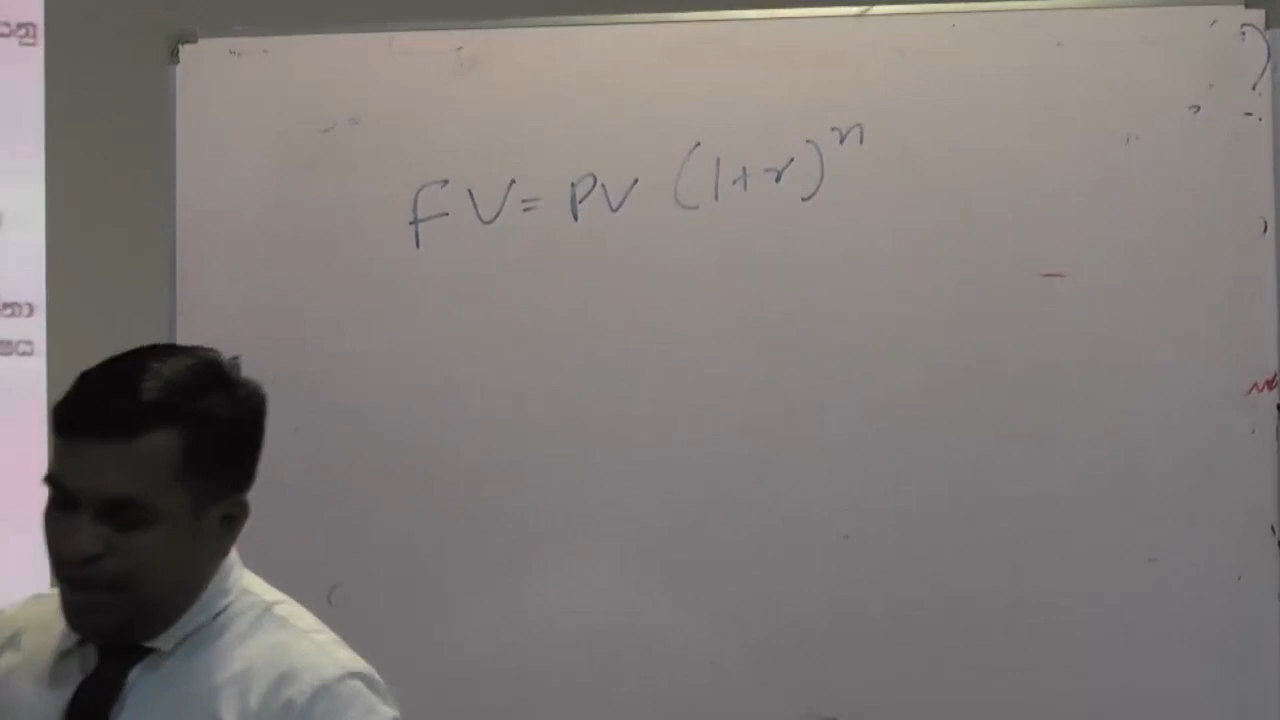 FV = PV (1+r)^n